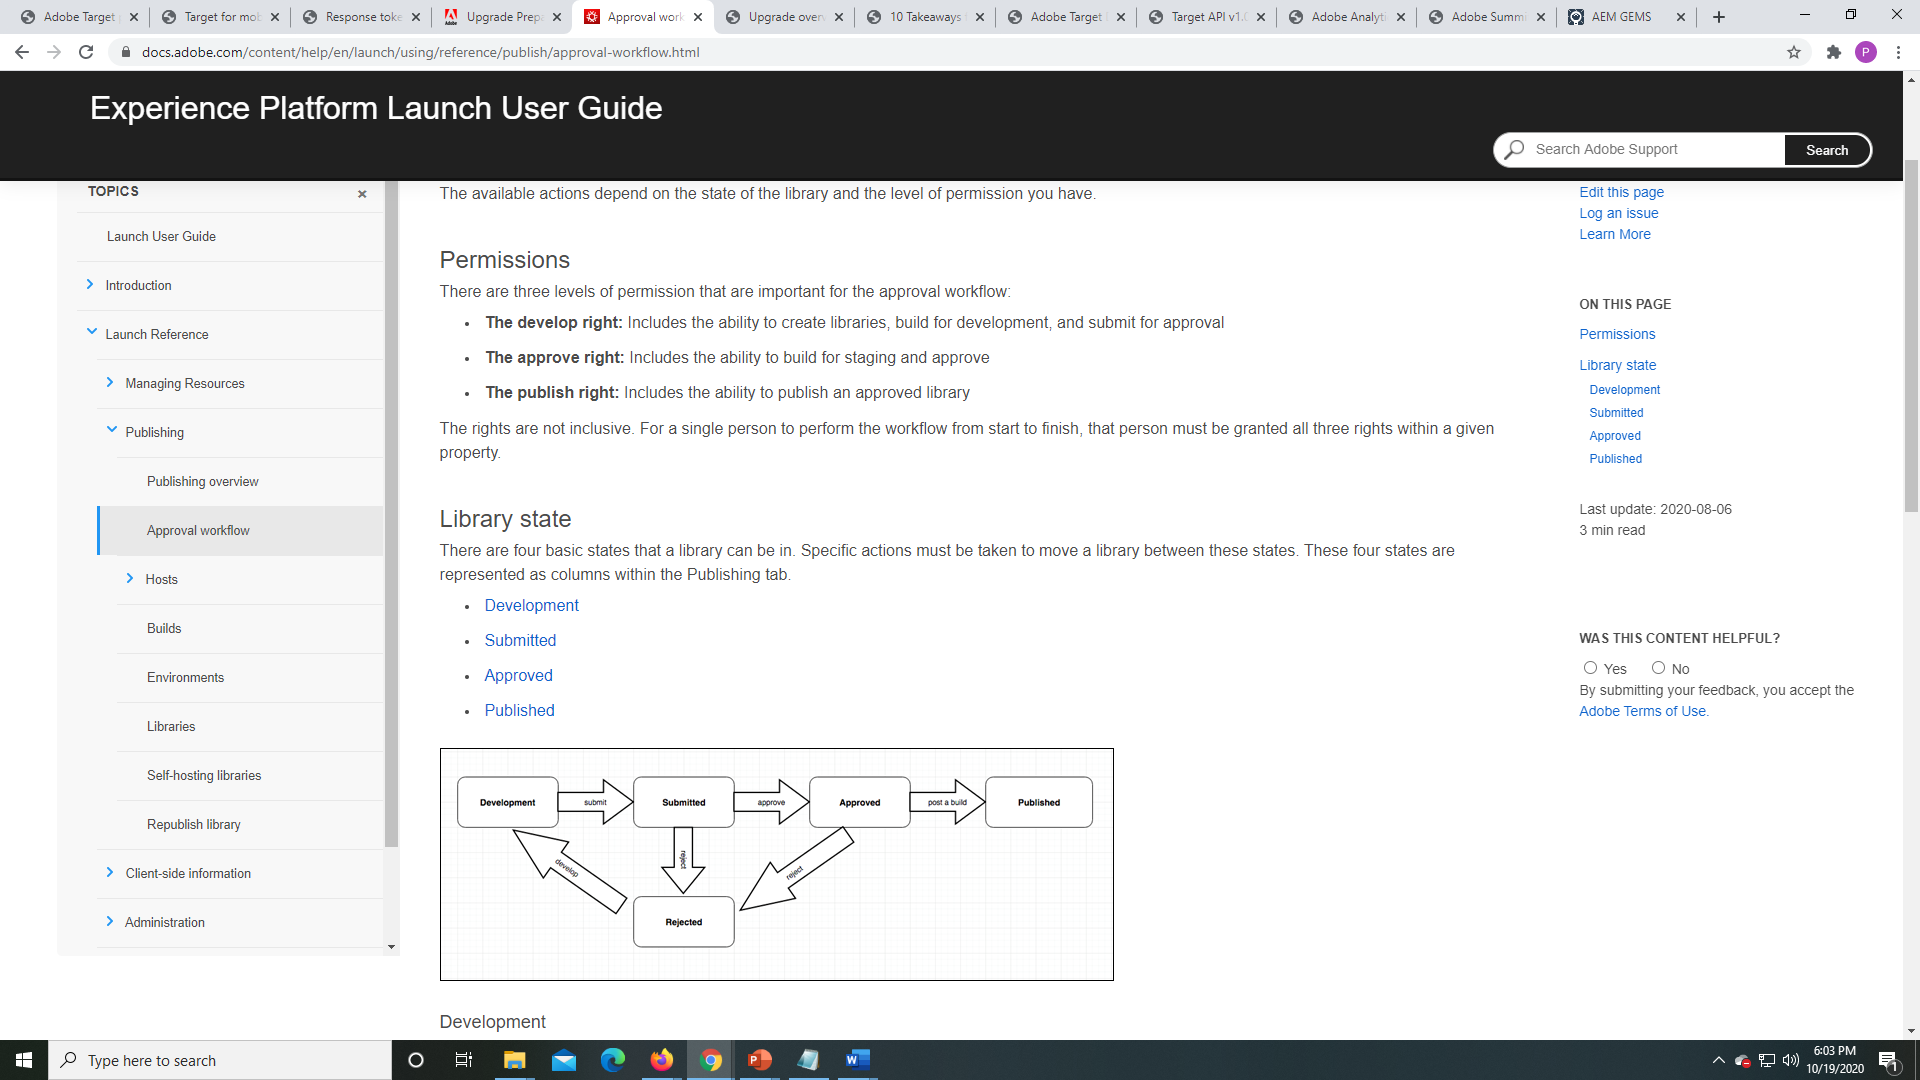 Adobe Target
Target for mob
Response toke
Upgrade Prep
Approval work
Upgrade over
10 Takeaways
Adobe Target
Target API v1.
Adobe Analyt
Adobe Summ
AEM GEMS
docs.adobe.com/content/help/en/launch/using/reference/publish/approval-workflow.html
P
Experience Platform Launch User Guide
Search Adobe Support
Search
TOPICS
Launch User Guide
Introduction
Launch Reference
Managing Resources
Publishing
Publishing overview
Approval workflow
Hosts
Builds
Environments
Libraries
Self-hosting libraries
Republish library
Client-side information
Administration
The available actions depend on the state of the library and the level of permission you have.
Permissions
There are three levels of permission that are important for the approval workflow:
• The develop right: Includes the ability to create libraries, build for development, and submit for approval
• The approve right: Includes the ability to build for staging and approve
• The publish right: Includes the ability to publish an approved library
The rights are not inclusive. For a single person to perform the workflow from start to finish, that person must be granted all three rights within a given
property.
Library state
There are four basic states that a library can be in. Specific actions must be taken to move a library between these states. These four states are
represented as columns within the Publishing tab.
• Development
• Submitted
• Approved
• Published
Development
submit
Submitted
approve
Approved
post a build
Published
develop
reject
reject
Rejected
Development
Edit this page
Log an issue
Learn More
ON THIS PAGE
Permissions
Library state
Development
Submitted
Approved
Published
Last update: 2020-08-06
3 min read
WAS THIS CONTENT HELPFUL?
Yes No
By submitting your feedback, you accept the
Adobe Terms of Use.
Type here to search
6:03 PM
10/19/2020
1